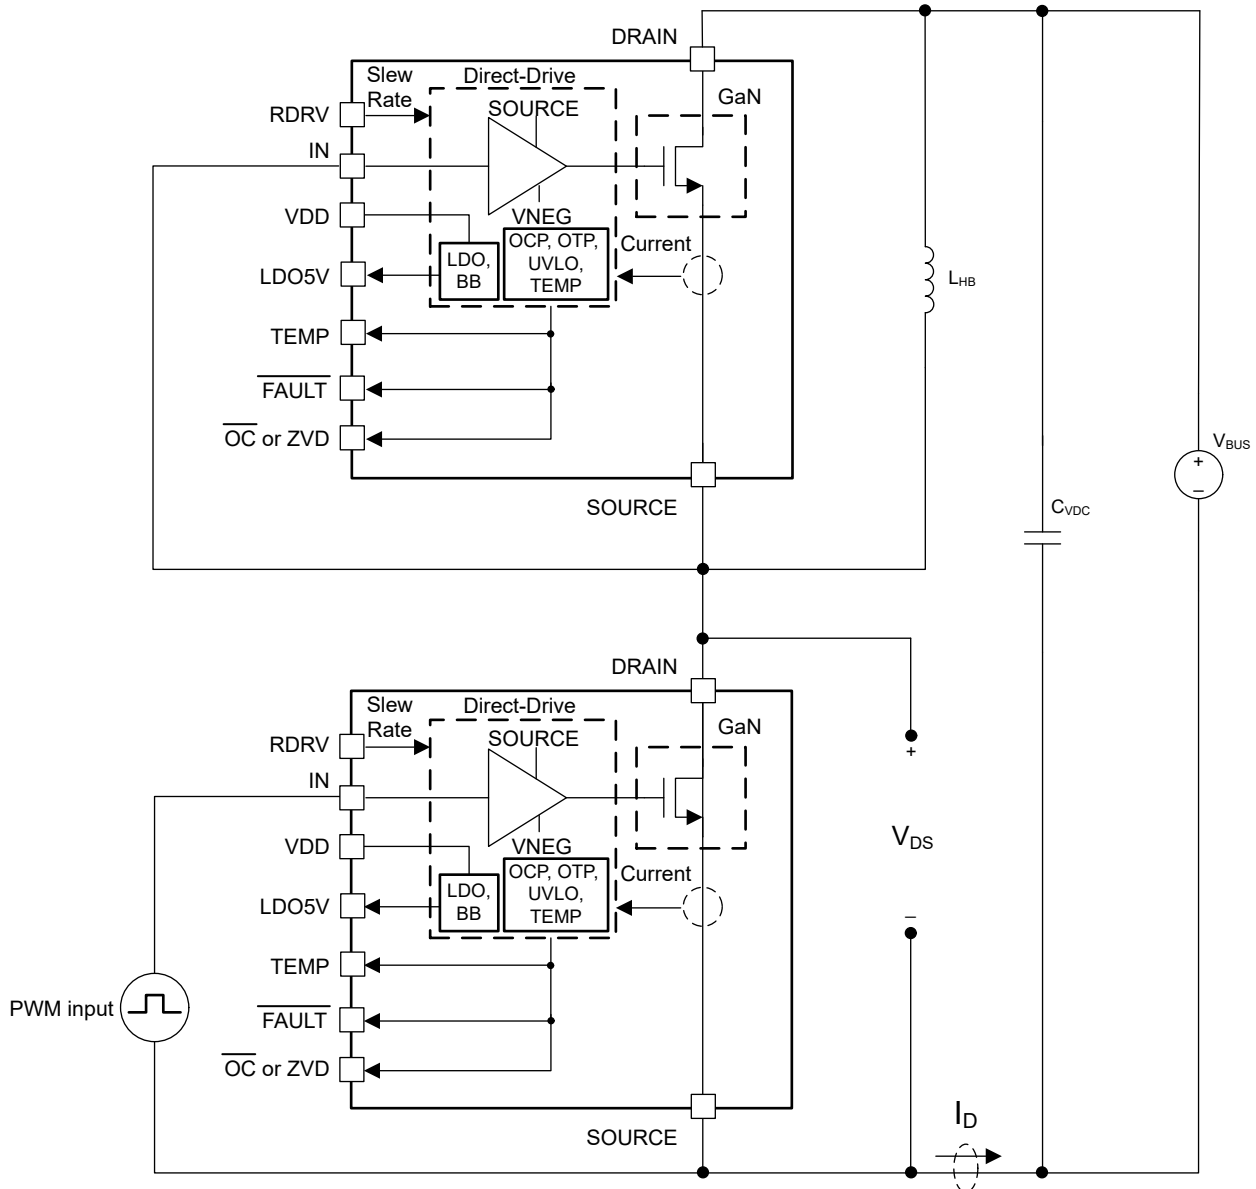 DRAIN
Slew
Rate
Direct-Drive
SOURCE
GaN
RDRV
IN
VDD
VNEG
LDO,
BB
OCP, OTP,
UVLO,
TEMP
Current
LDO5V
TEMP
FAULT
OC or ZVD
SOURCE
LHB
CVDC
VBUS
+
–
DRAIN
Slew
Rate
Direct-Drive
SOURCE
GaN
RDRV
IN
VDD
VNEG
LDO,
BB
OCP, OTP,
UVLO,
TEMP
Current
LDO5V
TEMP
FAULT
OC or ZVD
SOURCE
PWM input
+
VDS
–
ID